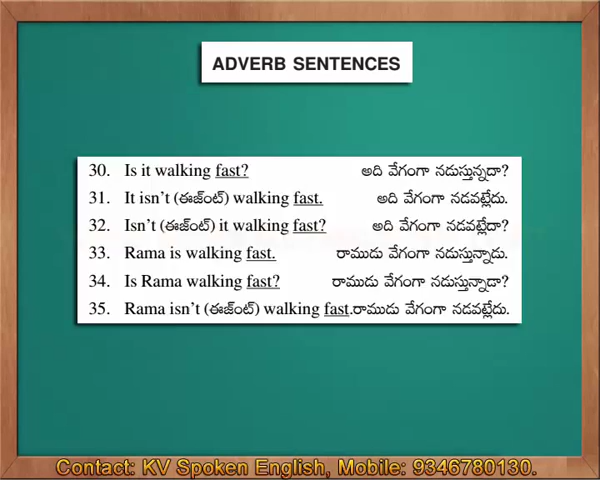 ADVERB SENTENCES
30. Is it walking fast? అది వేగంగా నడుస్తున్నదా?
31. It isn't (ఈజ్‌ంట్) walking fast. అది వేగంగా నడవట్లేదు.
32. Isn't (ఈజ్‌ంట్) it walking fast? అది వేగంగా నడవట్లేదా?
33. Rama is walking fast. రాముడు వేగంగా నడుస్తున్నాడు.
34. Is Rama walking fast? రాముడు వేగంగా నడుస్తున్నాడా?
35. Rama isn't (ఈజ్‌ంట్) walking fast.రాముడు వేగంగా నడవట్లేదు.
Contact: KV Spoken English, Mobile: 9346780130.